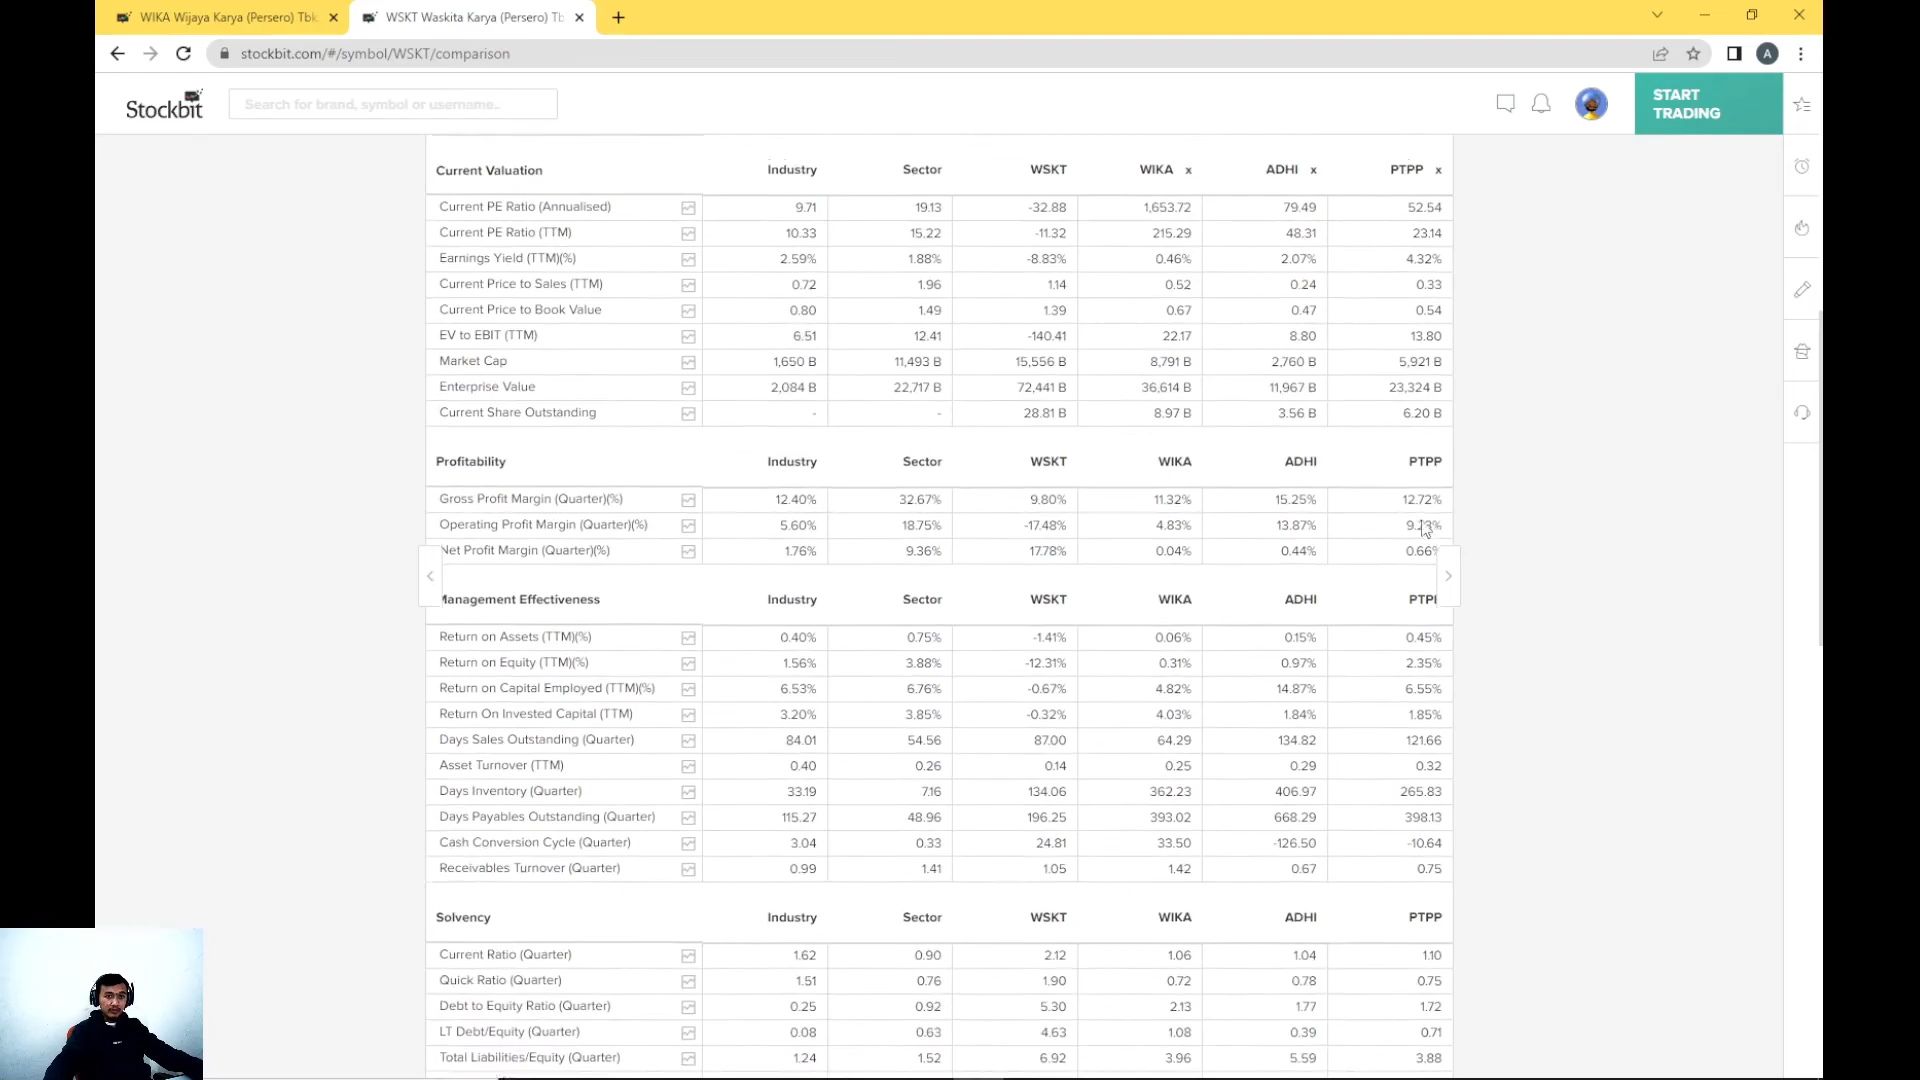 WIKA Wijaya Karya (Persero) Tbk
WSKT Waskita Karya (Persero) Tb
stockbit.com/#/symbol/WSKT/comparison
A
Stockbit
Search for brand, symbol or username..
START TRADING
Current Valuation Industry Sector WSKT WIKA x ADHI x PTPP x
Current PE Ratio (Annualised) 9.71 19.13 -32.88 1,653.72 79.49 52.54
Current PE Ratio (TTM) 10.33 15.22 -11.32 215.29 48.31 23.14
Earnings Yield (TTM)(%) 2.59% 1.88% -8.83% 0.46% 2.07% 4.32%
Current Price to Sales (TTM) 0.72 1.96 1.14 0.52 0.24 0.33
Current Price to Book Value 0.80 1.49 1.39 0.67 0.47 0.54
EV to EBIT (TTM) 6.51 12.41 -140.41 22.17 8.80 13.80
Market Cap 1,650 B 11,493 B 15,556 B 8,791 B 2,760 B 5,921 B
Enterprise Value 2,084 B 22,717 B 72,441 B 36,614 B 11,967 B 23,324 B
Current Share Outstanding - - 28.81 B 8.97 B 3.56 B 6.20 B
Profitability Industry Sector WSKT WIKA ADHI PTPP
Gross Profit Margin (Quarter)(%) 12.40% 32.67% 9.80% 11.32% 15.25% 12.72%
Operating Profit Margin (Quarter)(%) 5.60% 18.75% -17.48% 4.83% 13.87%
Net Profit Margin (Quarter)(%) 1.76% 9.36% 17.78% 0.04% 0.44% 0.66%
Management Effectiveness Industry Sector WSKT WIKA ADHI PTPP
Return on Assets (TTM)(%) 0.40% 0.75% -1.41% 0.06% 0.15% 0.45%
Return on Equity (TTM)(%) 1.56% 3.88% -12.31% 0.31% 0.97% 2.35%
Return on Capital Employed (TTM)(%) 6.53% 6.76% -0.67% 4.82% 14.87% 6.55%
Return On Invested Capital (TTM) 3.20% 3.85% -0.32% 4.03% 1.84% 1.85%
Days Sales Outstanding (Quarter) 84.01 54.56 87.00 64.29 134.82 121.66
Asset Turnover (TTM) 0.40 0.26 0.14 0.25 0.29 0.32
Days Inventory (Quarter) 33.19 7.16 134.06 362.23 406.97 265.83
Days Payables Outstanding (Quarter) 115.27 48.96 196.25 393.02 668.29 398.13
Cash Conversion Cycle (Quarter) 3.04 0.33 24.81 33.50 -126.50 -10.64
Receivables Turnover (Quarter) 0.99 1.41 1.05 1.42 0.67 0.75
Solvency Industry Sector WSKT WIKA ADHI PTPP
Current Ratio (Quarter) 1.62 0.90 2.12 1.06 1.04 1.10
Quick Ratio (Quarter) 1.51 0.76 1.90 0.72 0.78 0.75
Debt to Equity Ratio (Quarter) 0.25 0.92 5.30 2.13 1.77 1.72
LT Debt/Equity (Quarter) 0.08 0.63 4.63 1.08 0.39 0.71
Total Liabilities/Equity (Quarter) 1.24 1.52 6.92 3.96 5.59 3.88